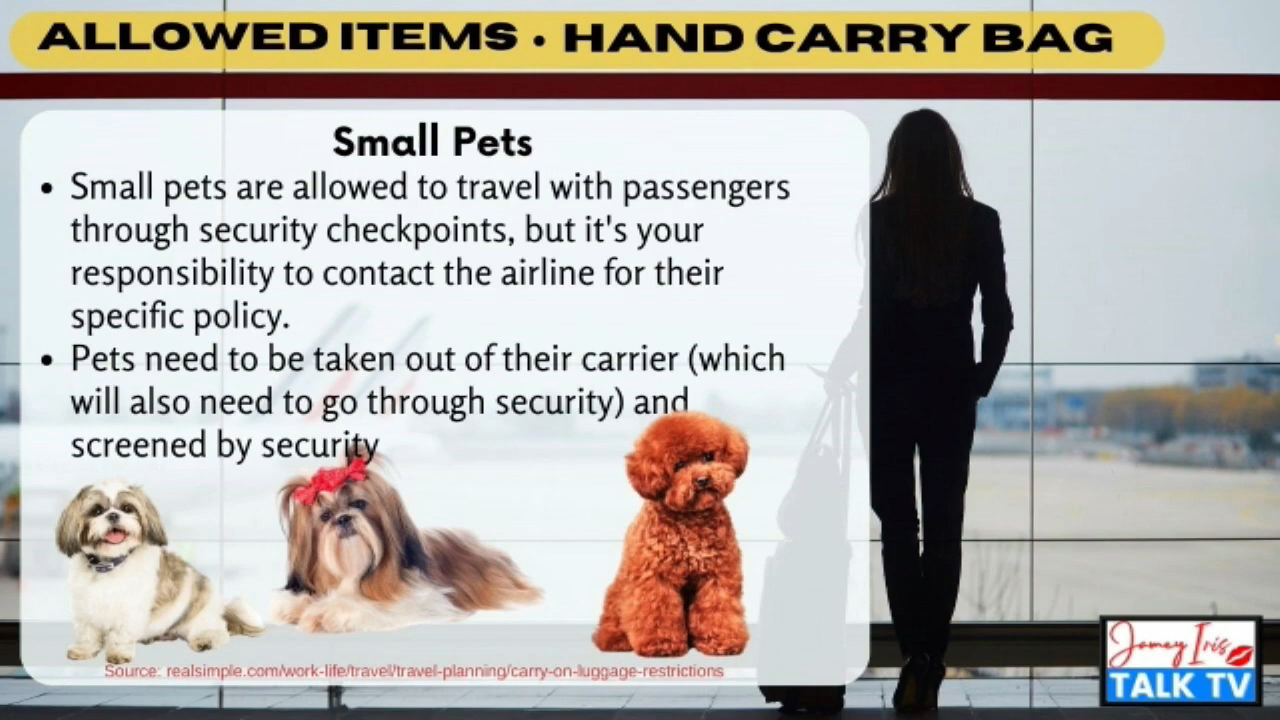 ALLOWED ITEMS • HAND CARRY BAG
Small Pets
• Small pets are allowed to travel with passengers
through security checkpoints, but it's your
responsibility to contact the airline for their
specific policy.
• Pets need to be taken out of their carrier (which
will also need to go through security) and
screened by security
Source: realsimple.com/work-life/travel/travel-planning/carry-on-luggage-restrictions
Jamey Iris
TALK TV